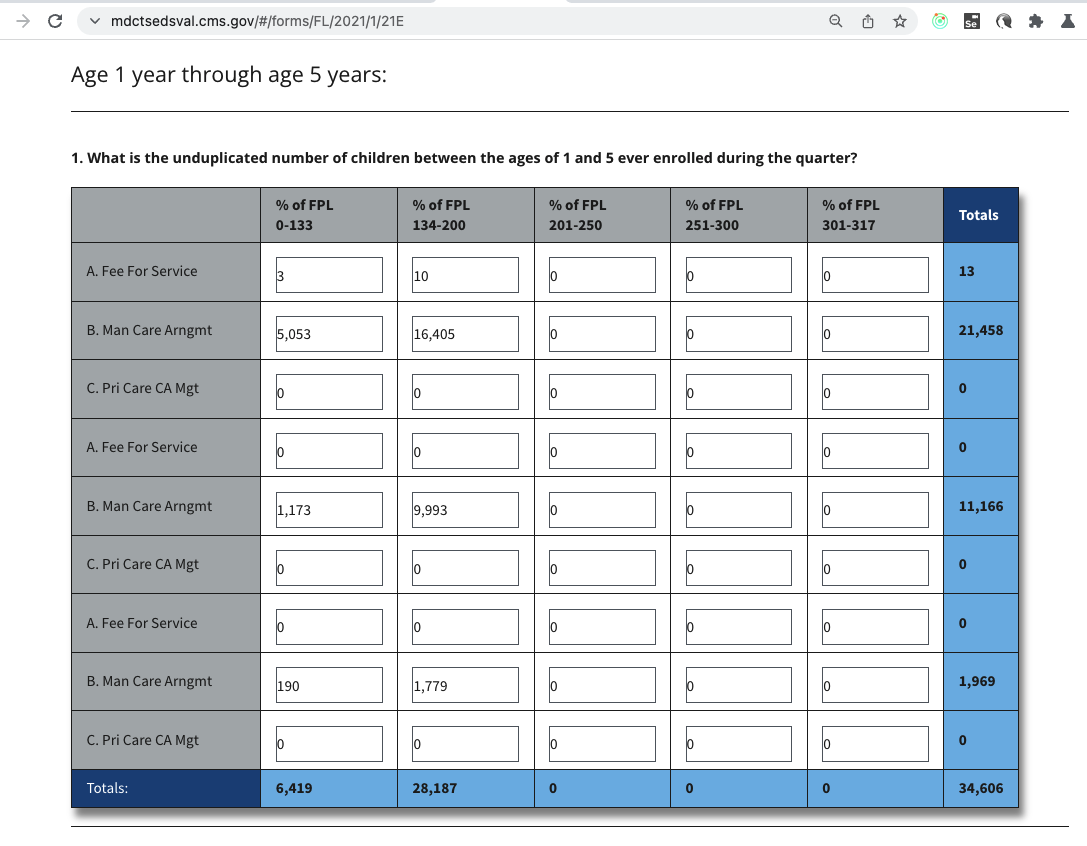 mdctsedsval.cms.gov/#/forms/FL/2021/1/21E
Se
Age 1 year through age 5 years:
1. What is the unduplicated number of children between the ages of 1 and 5 ever enrolled during the quarter?
% of FPL 0-133 % of FPL 134-200 % of FPL 201-250 % of FPL 251-300 % of FPL 301-317 Totals
A. Fee For Service 3 10 0 0 0 13
B. Man Care Arngmt 5,053 16,405 0 0 0 21,458
C. Pri Care CA Mgt 0 0 0 0 0 0
A. Fee For Service 0 0 0 0 0 0
B. Man Care Arngmt 1,173 9,993 0 0 0 11,166
C. Pri Care CA Mgt 0 0 0 0 0 0
A. Fee For Service 0 0 0 0 0 0
B. Man Care Arngmt 190 1,779 0 0 0 1,969
C. Pri Care CA Mgt 0 0 0 0 0 0
Totals: 6,419 28,187 0 0 0 34,606